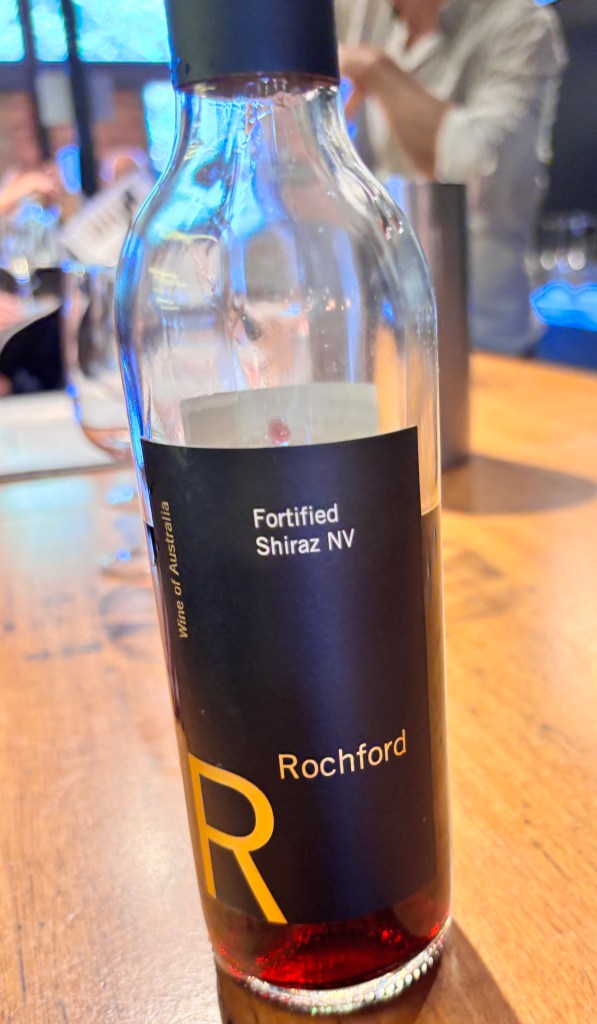 Wine of Australia
Fortified
Shiraz NV
Rochford
R